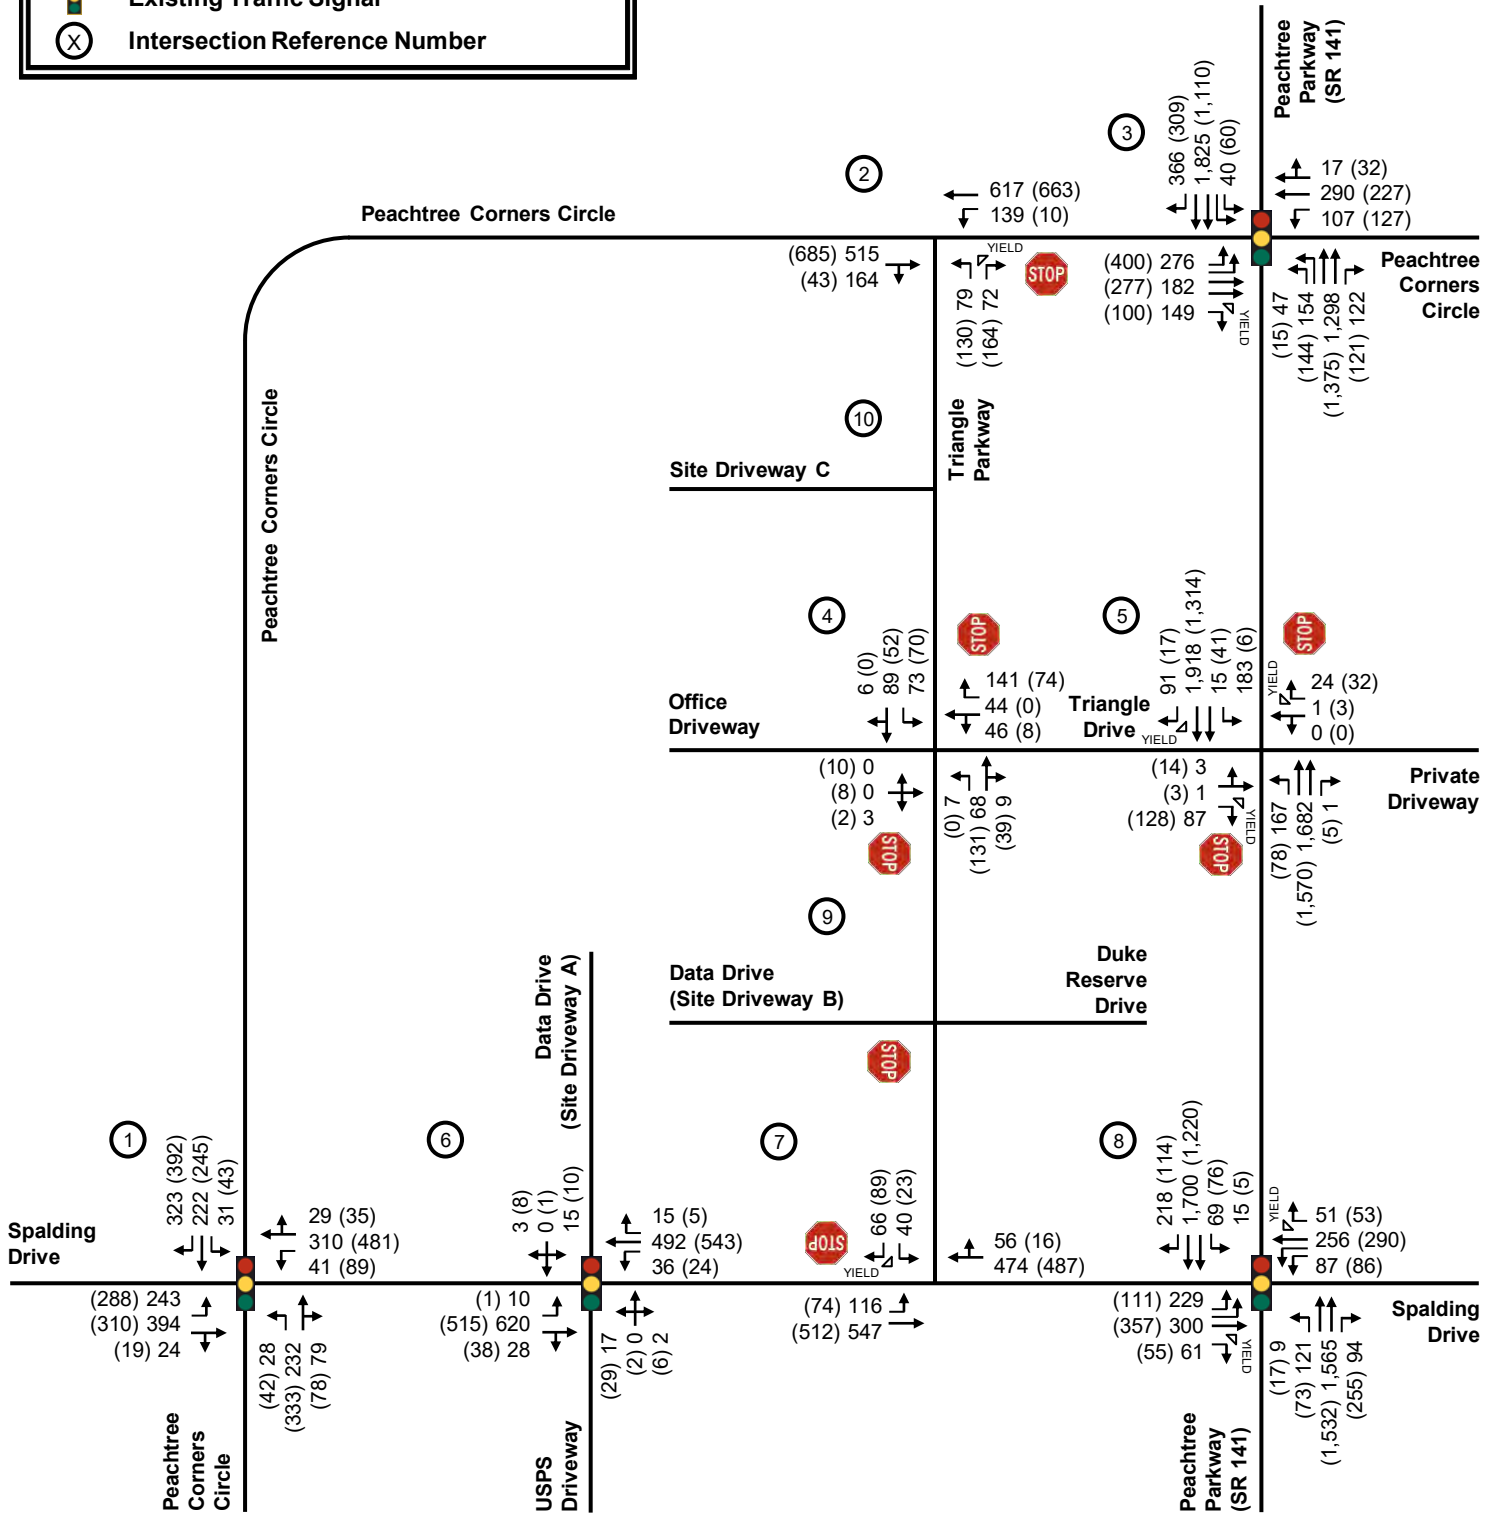 Existing Traffic Signal
X
Intersection Reference Number
Peachtree
Parkway
(SR 141)
3
366 (309)
1,825 (1,110)
40 (60)
17 (32)
290 (227)
107 (127)
2
617 (663)
139 (10)
Peachtree Corners Circle
(685) 515
(43) 164
YIELD
STOP
(130) 79
(164) 72
(400) 276
(277) 182
(100) 149
YIELD
(15) 47
(144) 154
(1,375) 1,298
(121) 122
Peachtree
Corners
Circle
Peachtree Corners Circle
10
Triangle
Parkway
Site Driveway C
4
6 (0)
89 (52)
73 (70)
STOP
141 (74)
44 (0)
46 (8)
Office
Driveway
(10) 0
(8) 0
(2) 3
STOP
(0) 7
(131) 68
(39) 9
5
91 (17)
1,918 (1,314)
15 (41)
183 (6)
STOP
YIELD
24 (32)
1 (3)
0 (0)
Triangle
Drive
YIELD
(14) 3
(3) 1
(128) 87
YIELD
STOP
(78) 167
(1,570) 1,682
(5) 1
Private
Driveway
9
Data Drive
(Site Driveway B)
Duke
Reserve
Drive
STOP
Data Drive
(Site Driveway A)
1
323 (392)
222 (245)
31 (43)
29 (35)
310 (481)
41 (89)
Spalding
Drive
(288) 243
(310) 394
(19) 24
(42) 28
(333) 232
(78) 79
Peachtree
Corners
Circle
6
3 (8)
0 (1)
15 (10)
15 (5)
492 (543)
36 (24)
(1) 10
(515) 620
(38) 28
(29) 17
(2) 0
(6) 2
USPS
Driveway
7
STOP
66 (89)
40 (23)
YIELD
56 (16)
474 (487)
(74) 116
(512) 547
8
218 (114)
1,700 (1,220)
69 (76)
15 (5)
YIELD
51 (53)
256 (290)
87 (86)
(111) 229
(357) 300
(55) 61
YIELD
(17) 9
(73) 121
(1,532) 1,565
(255) 94
Spalding
Drive
Peachtree
Parkway
(SR 141)